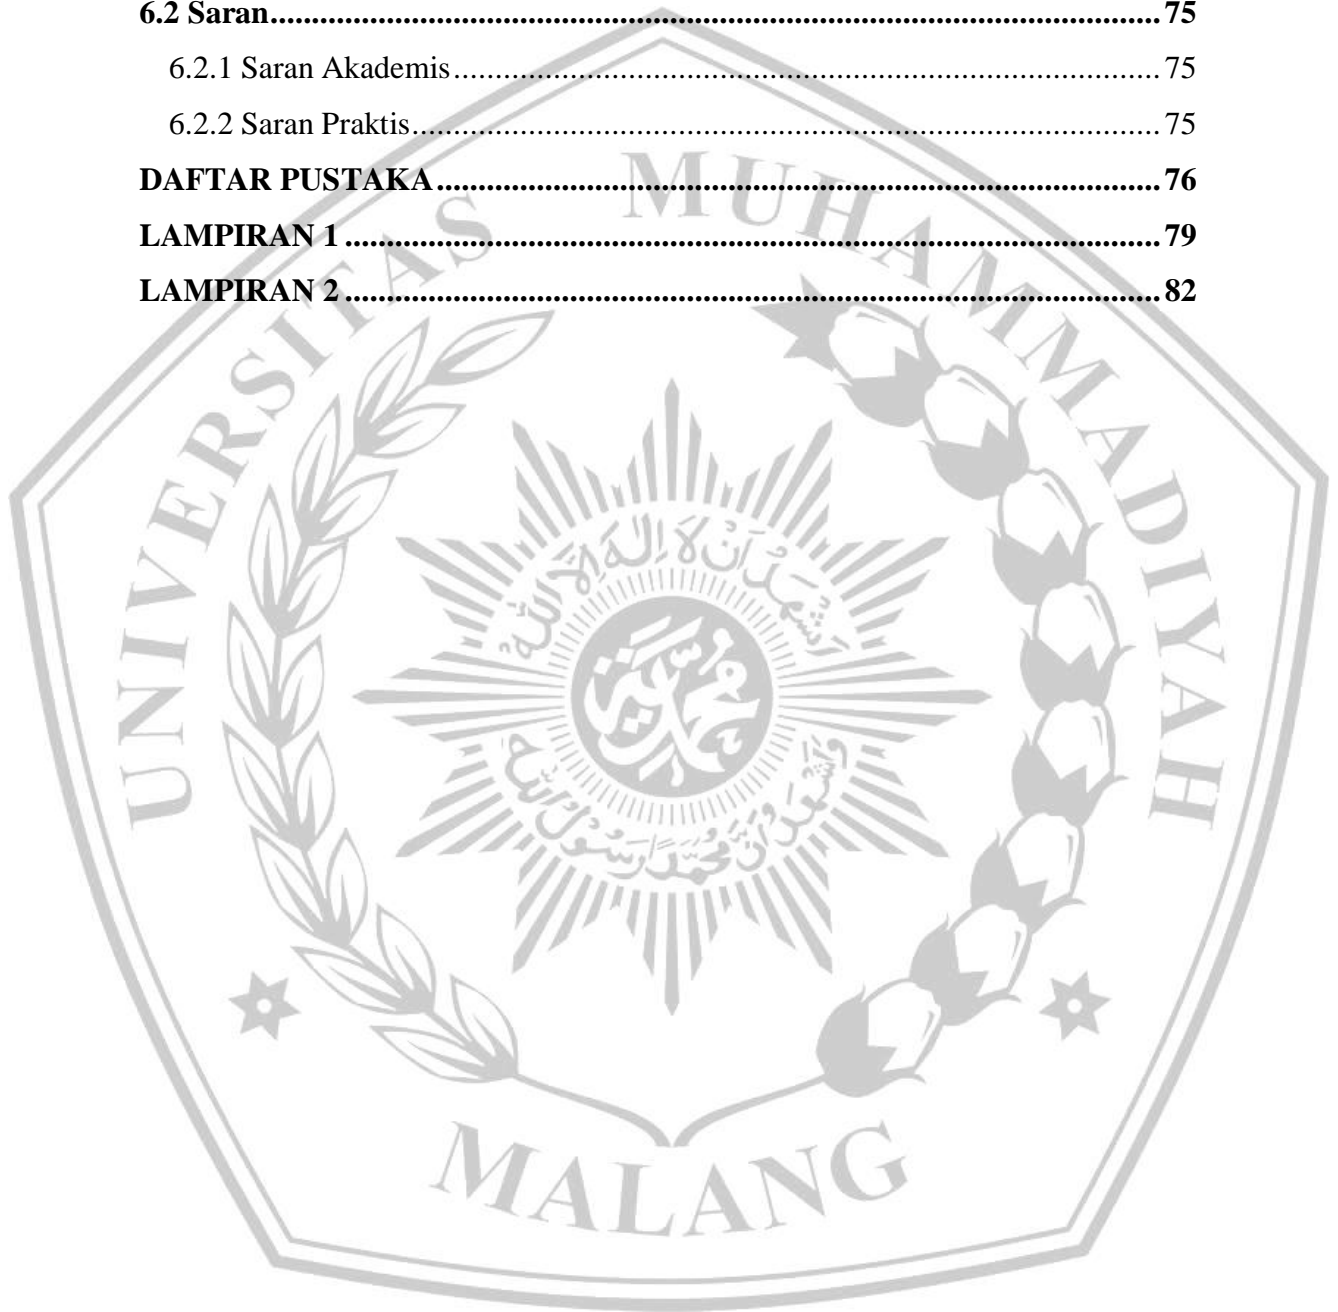 6.2 Saran 75
6.2.1 Saran Akademis 75
6.2.2 Saran Praktis 75
DAFTAR PUSTAKA 76
LAMPIRAN 1 79
LAMPIRAN 2 82
UNIVERSITAS MUHAMMADIYAH
MALANG